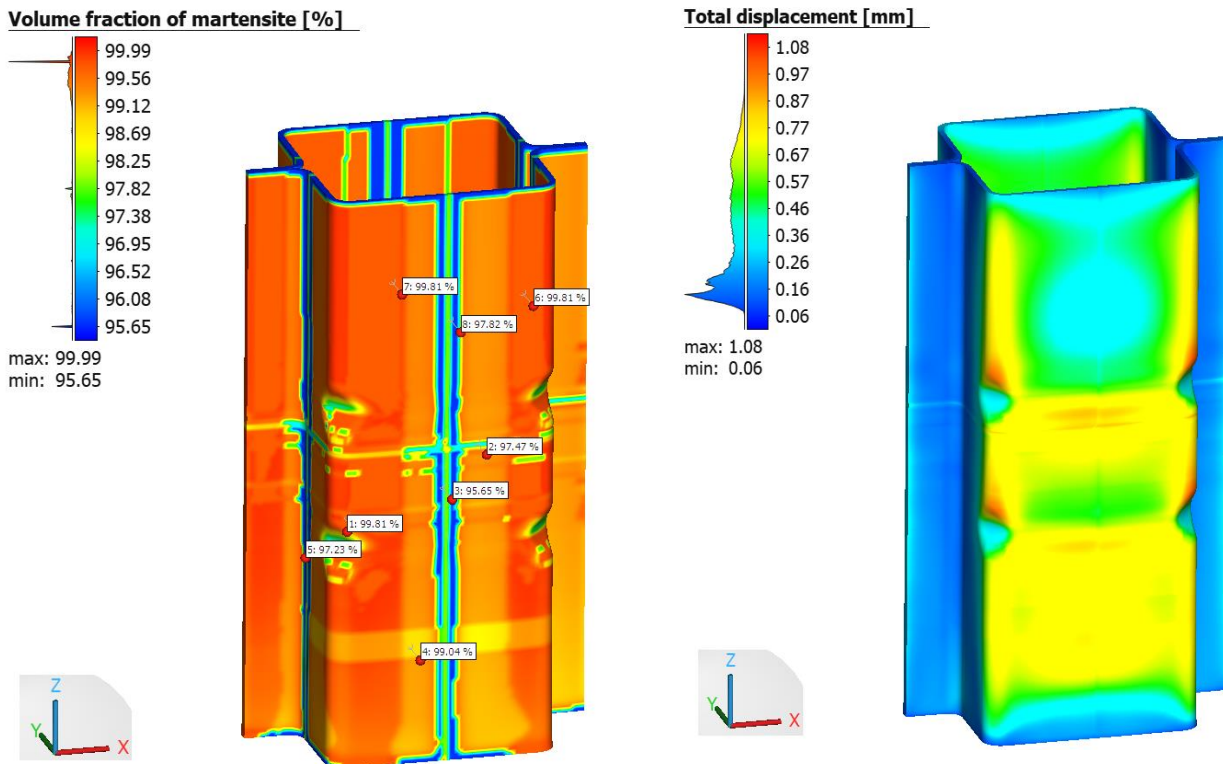 Volume fraction of martensite [%]
99.99
99.56
99.12
98.69
98.25
97.82
97.38
96.95
96.52
96.08
95.65
max: 99.99
min: 95.65
7: 99.81 %
6: 99.81 %
8: 97.82 %
2: 97.47 %
3: 95.65 %
1: 99.81 %
5: 97.23 %
4: 99.04 %
Z
Y
X
Total displacement [mm]
1.08
0.97
0.87
0.77
0.67
0.57
0.46
0.36
0.26
0.16
0.06
max: 1.08
min: 0.06
Z
Y
X